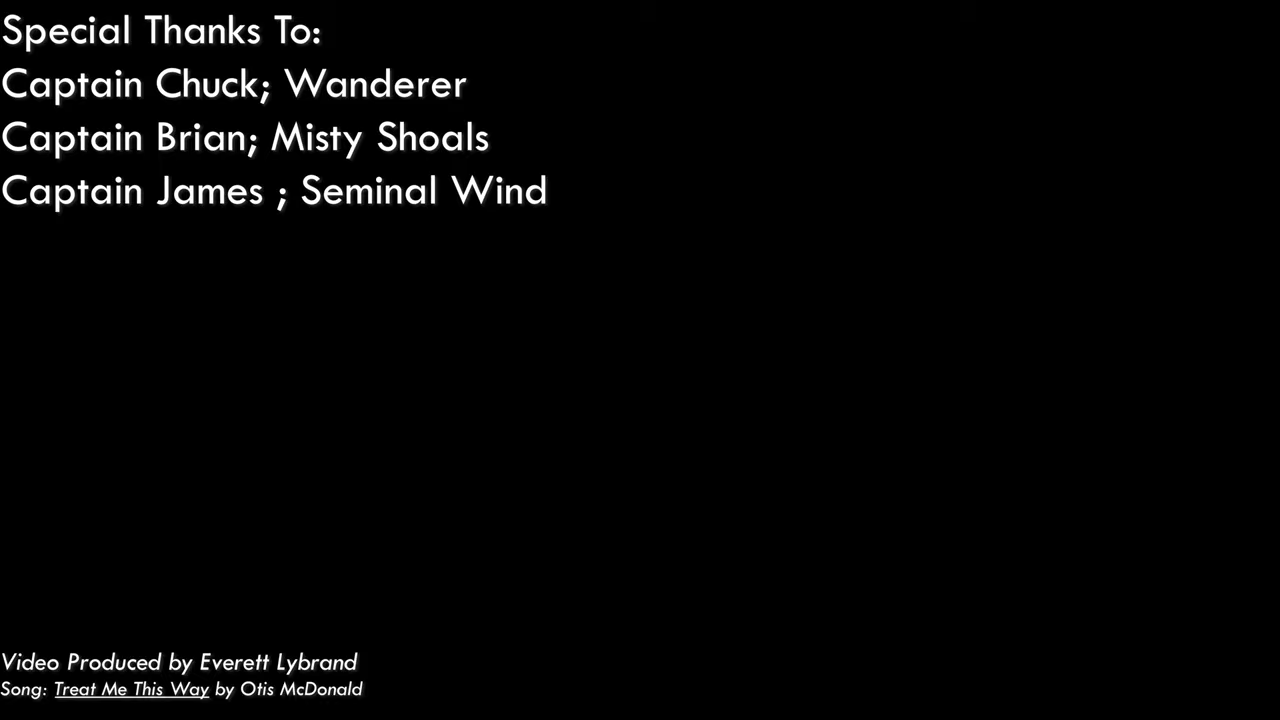 Special Thanks To:
Captain Chuck; Wanderer
Captain Brian; Misty Shoals
Captain James ; Seminal Wind
Video Produced by Everett Lybrand
Song: Treat Me This Way by Otis McDonald